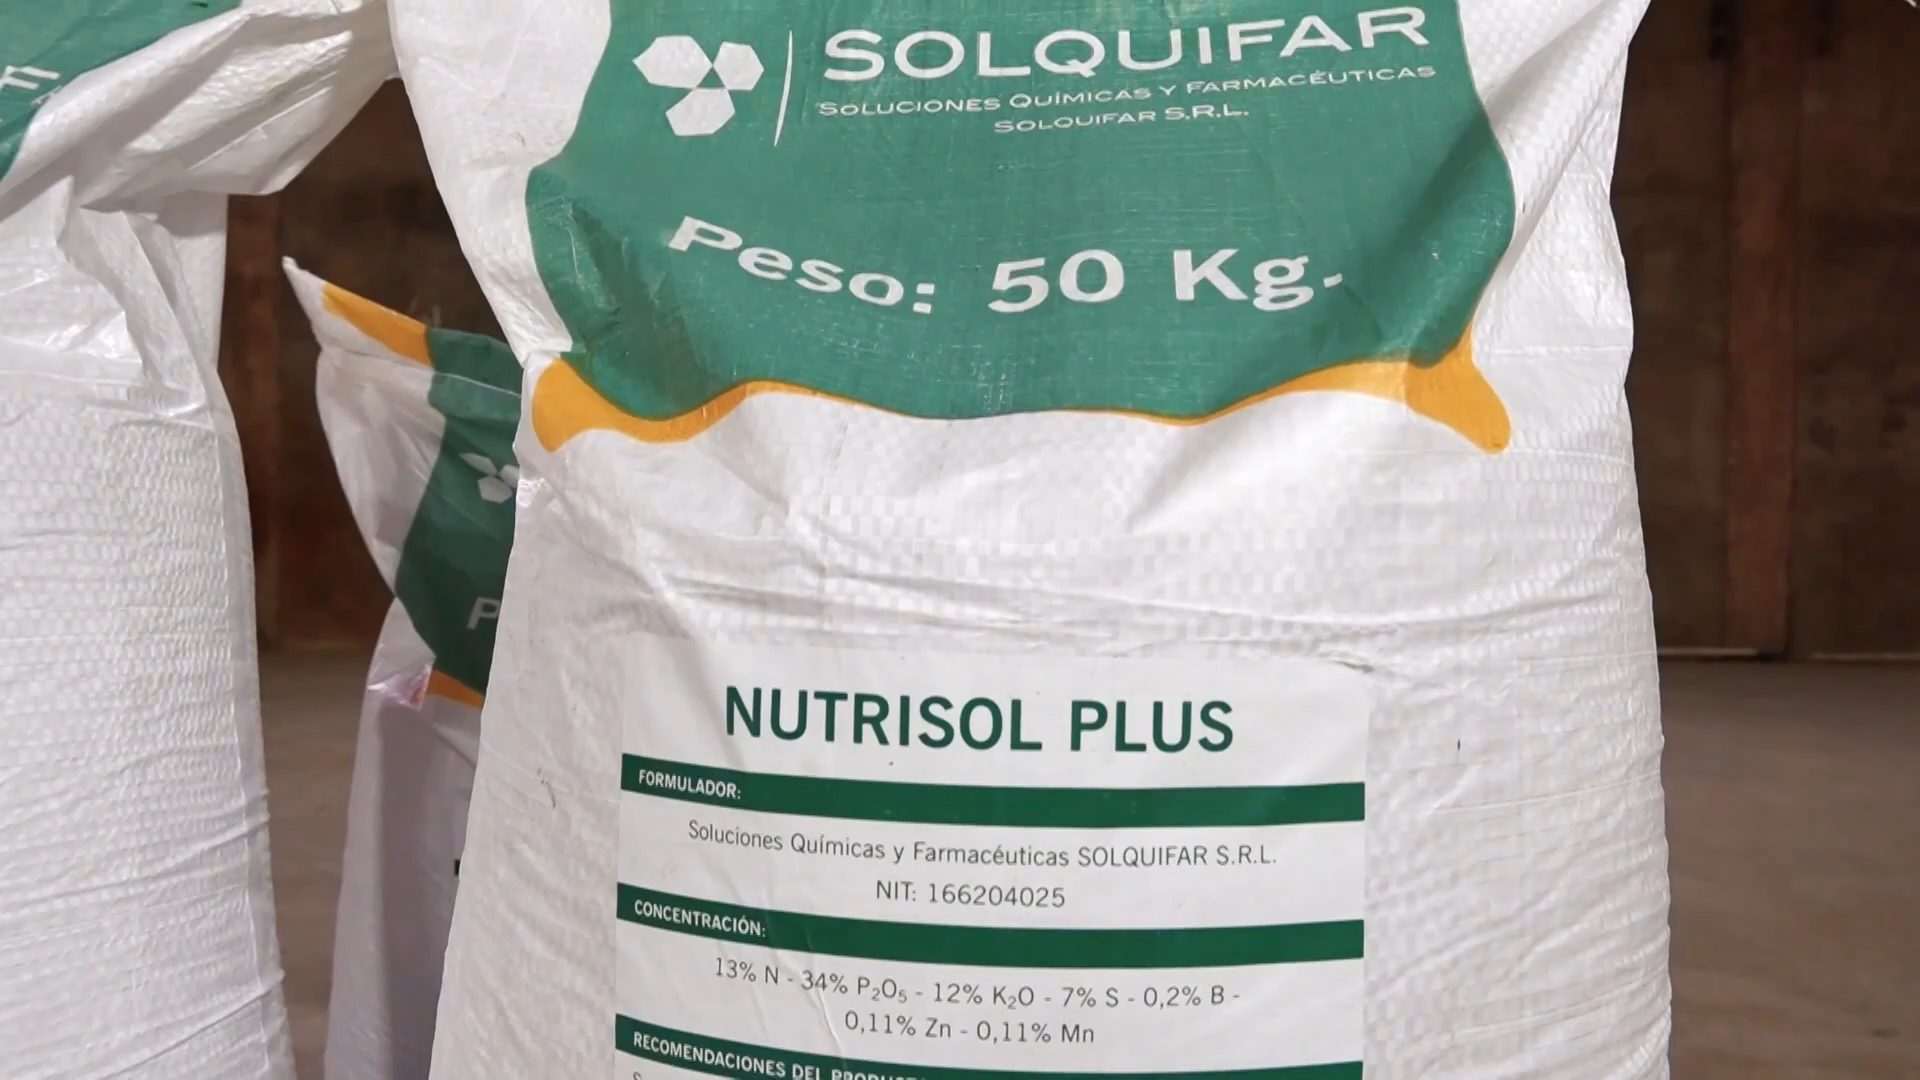 SOLQUIFAR
SOLUCIONES QUÍMICAS Y FARMACÉUTICAS
SOLQUIFAR S.R.L.
Peso: 50 Kg.
NUTRISOL PLUS
FORMULADOR:
Soluciones Químicas y Farmacéuticas SOLQUIFAR S.R.L.
NIT: 166204025
CONCENTRACIÓN:
13% N - 34% P₂O₅ - 12% K₂O - 7% S - 0,2% B -
0,11% Zn - 0,11% Mn
RECOMENDACIONES DEL